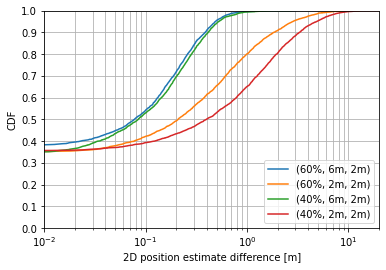 1.0
0.9
0.8
0.7
0.6
0.5
0.4
0.3
0.2
0.1
0.0
CDF
(60%, 6m, 2m)
(60%, 2m, 2m)
(40%, 6m, 2m)
(40%, 2m, 2m)
10⁻² 10⁻¹ 10⁰ 10¹
2D position estimate difference [m]